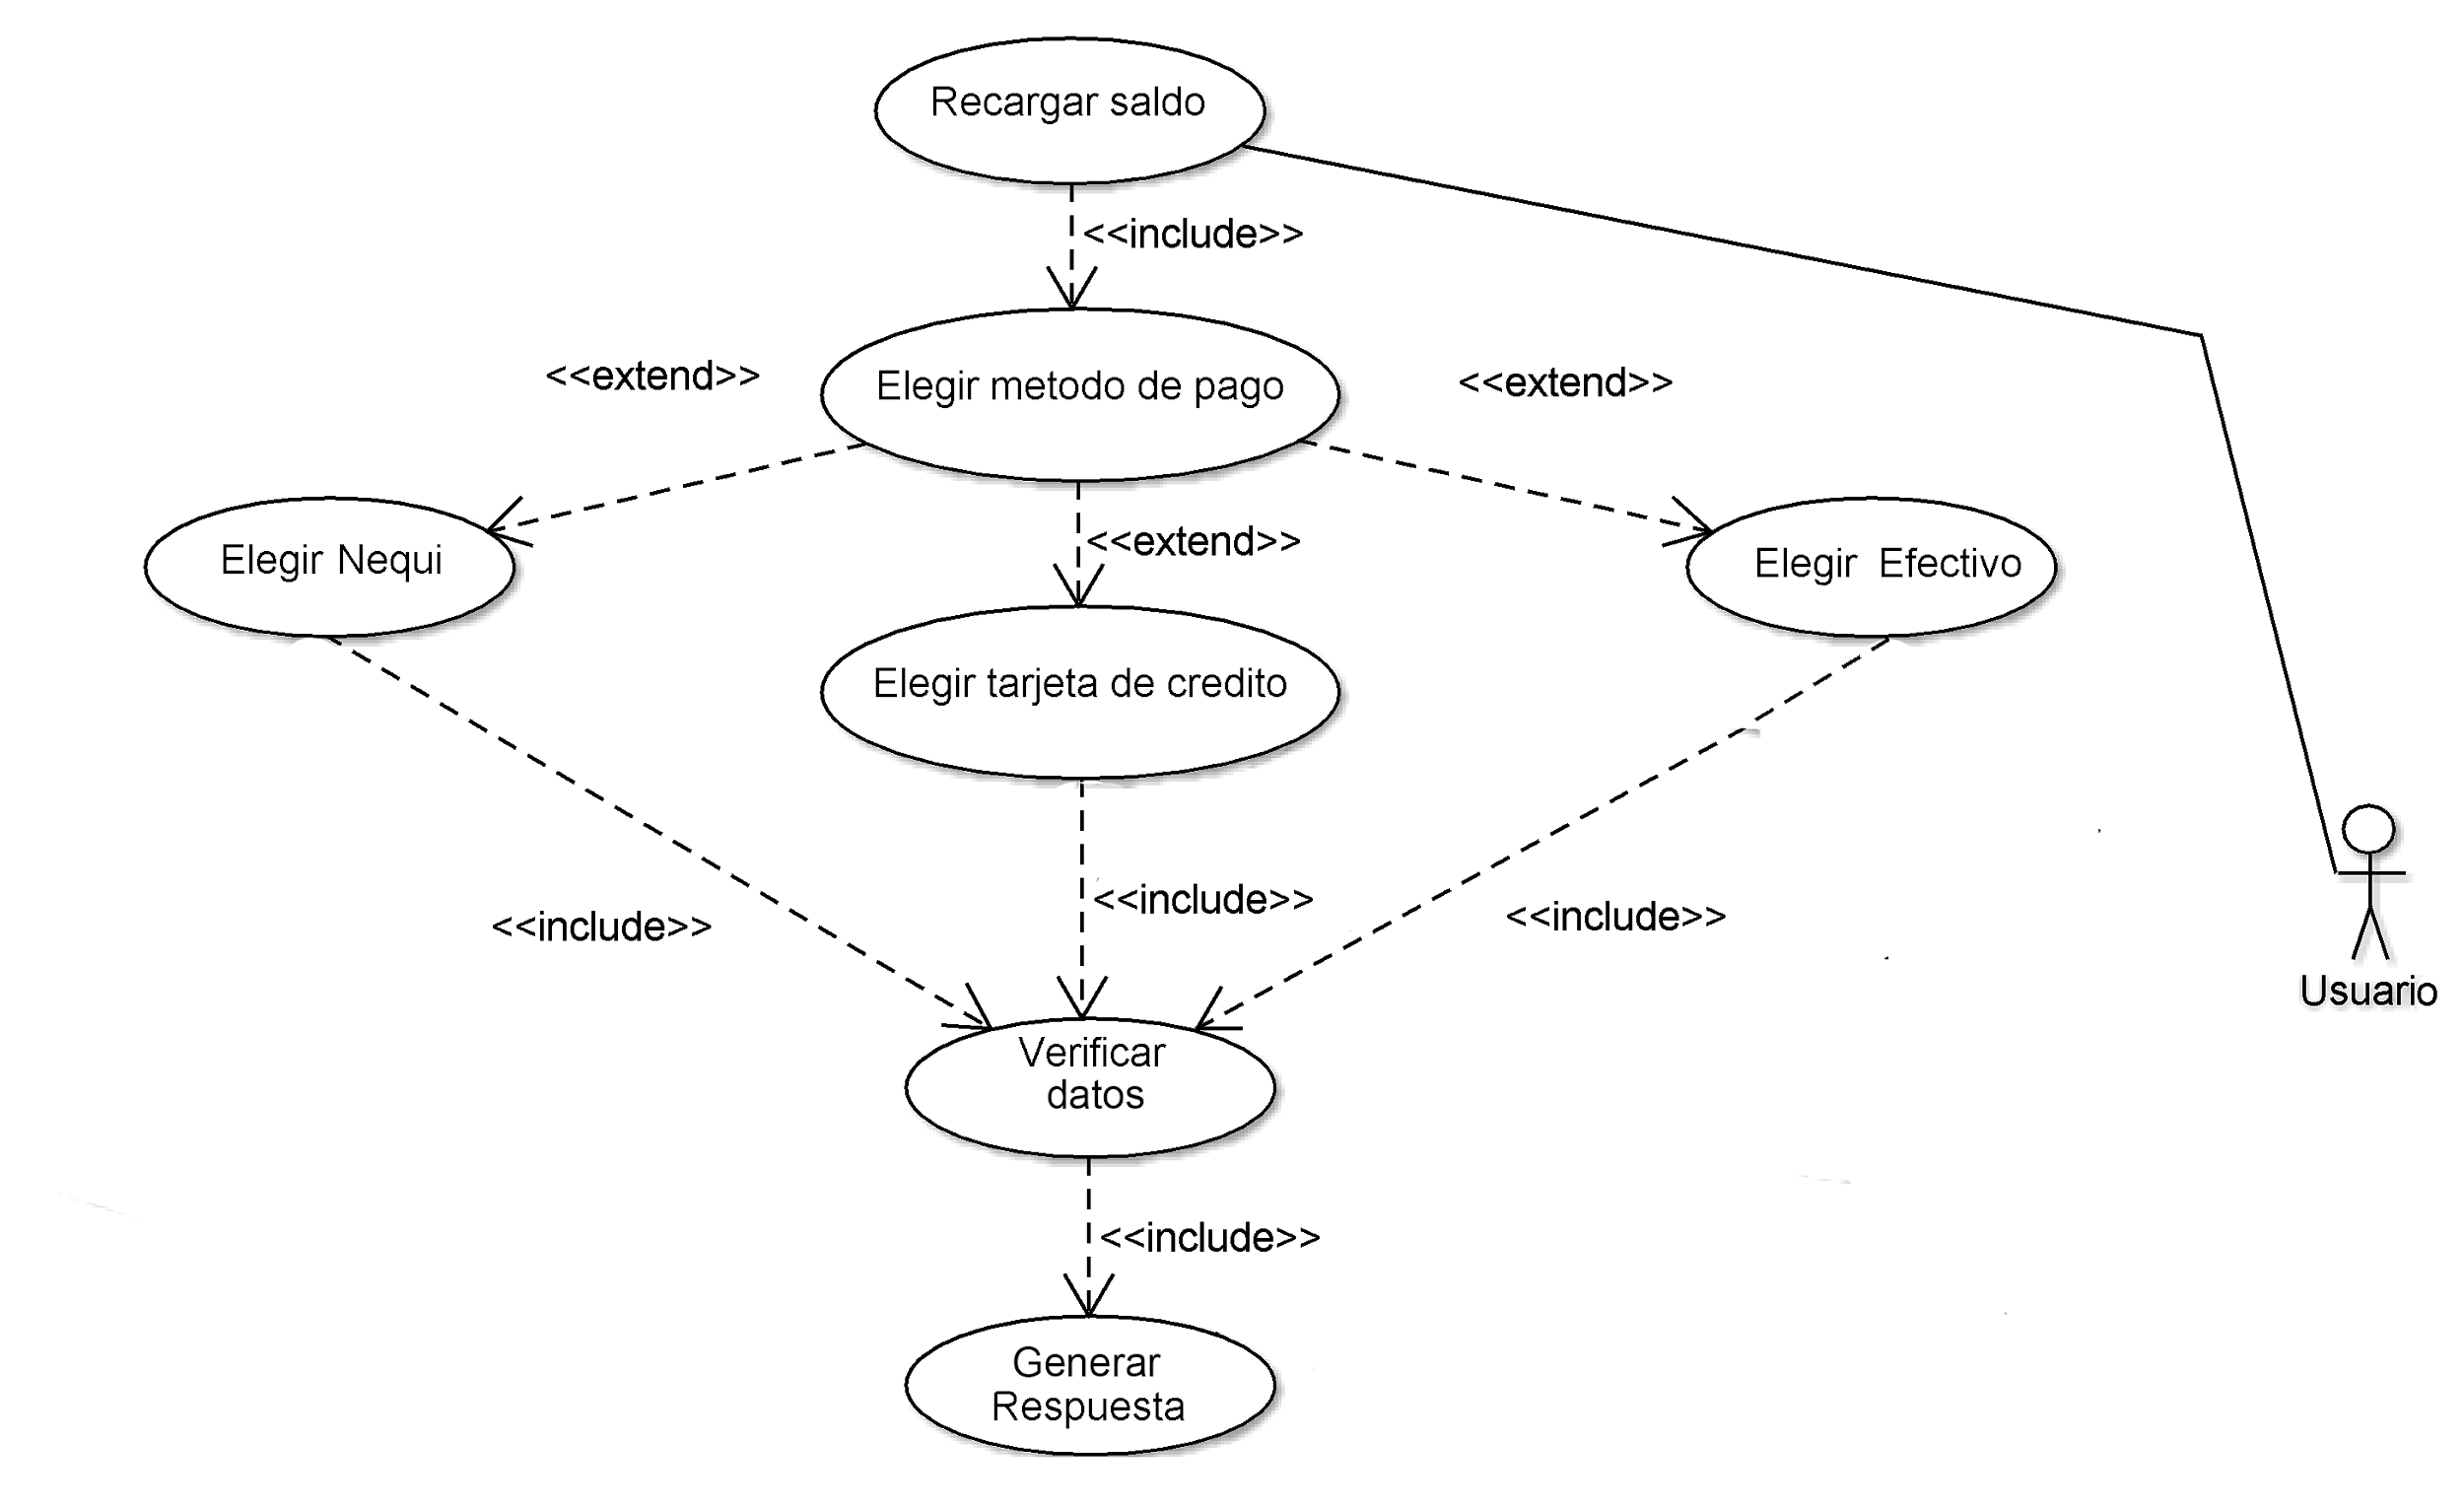 Recargar saldo
<<include>>
<<extend>>
Elegir metodo de pago
<<extend>>
Elegir Nequi
<<extend>>
Elegir  Efectivo
Elegir tarjeta de credito
<<include>>
<<include>>
<<include>>
Usuario
Verificar
datos
<<include>>
Generar
Respuesta